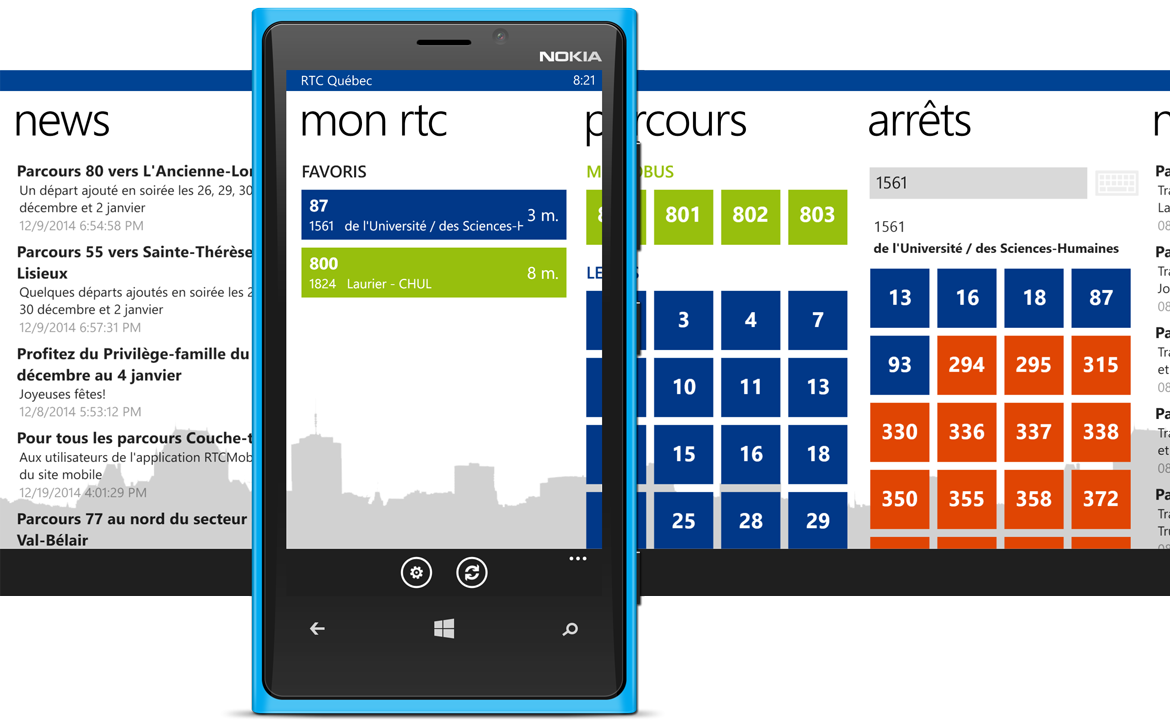 NOKIA
RTC Québec
8:21
news
Parcours 80 vers L'Ancienne-Lor
Un départ ajouté en soirée les 26, 29, 30
décembre et 2 janvier
12/9/2014 6:54:58 PM
Parcours 55 vers Sainte-Thérèse
Lisieux
Quelques départs ajoutés en soirée les 2
30 décembre et 2 janvier
12/9/2014 6:57:31 PM
Profitez du Privilège-famille du
décembre au 4 janvier
Joyeuses fêtes!
12/8/2014 5:53:12 PM
Pour tous les parcours Couche-t
Aux utilisateurs de l'application RTCMob
du site mobile
12/19/2014 4:01:29 PM
Parcours 77 au nord du secteur
Val-Bélair
mon rtc
FAVORIS
87
1561 de l'Université / des Sciences-H
3 m.
800
1824 Laurier - CHUL
8 m.
p rcours
M BUS
8
801 802 803
LE S
3 4 7
10 11 13
15 16 18
25 28 29
arrêts
1561
1561
de l'Université / des Sciences-Humaines
13 16 18 87
93 294 295 315
330 336 337 338
350 355 358 372
Pa
Tra
La
08
Pa
Tra
Jo
08
Pa
Tra
et
08
Pa
Tra
et
08
Pa
Tra
Tru